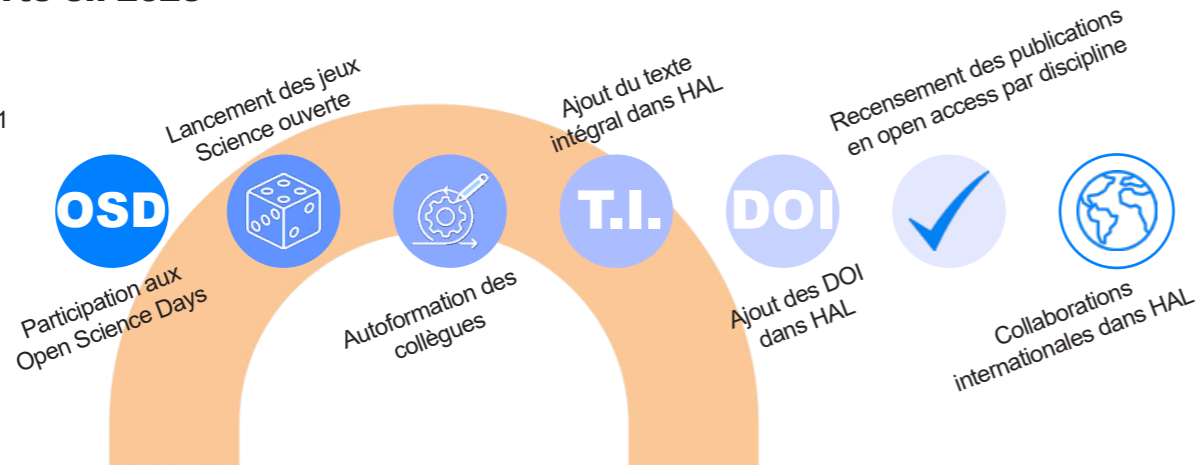 1
Lancement des jeux
Science ouverte
Ajout du texte
intégral dans HAL
Recensement des publications
en open access par discipline
OSD
T.I.
DOI
Participation aux
Open Science Days
Autoformation des
collègues
Ajout des DOI
dans HAL
Collaborations
internationales dans HAL